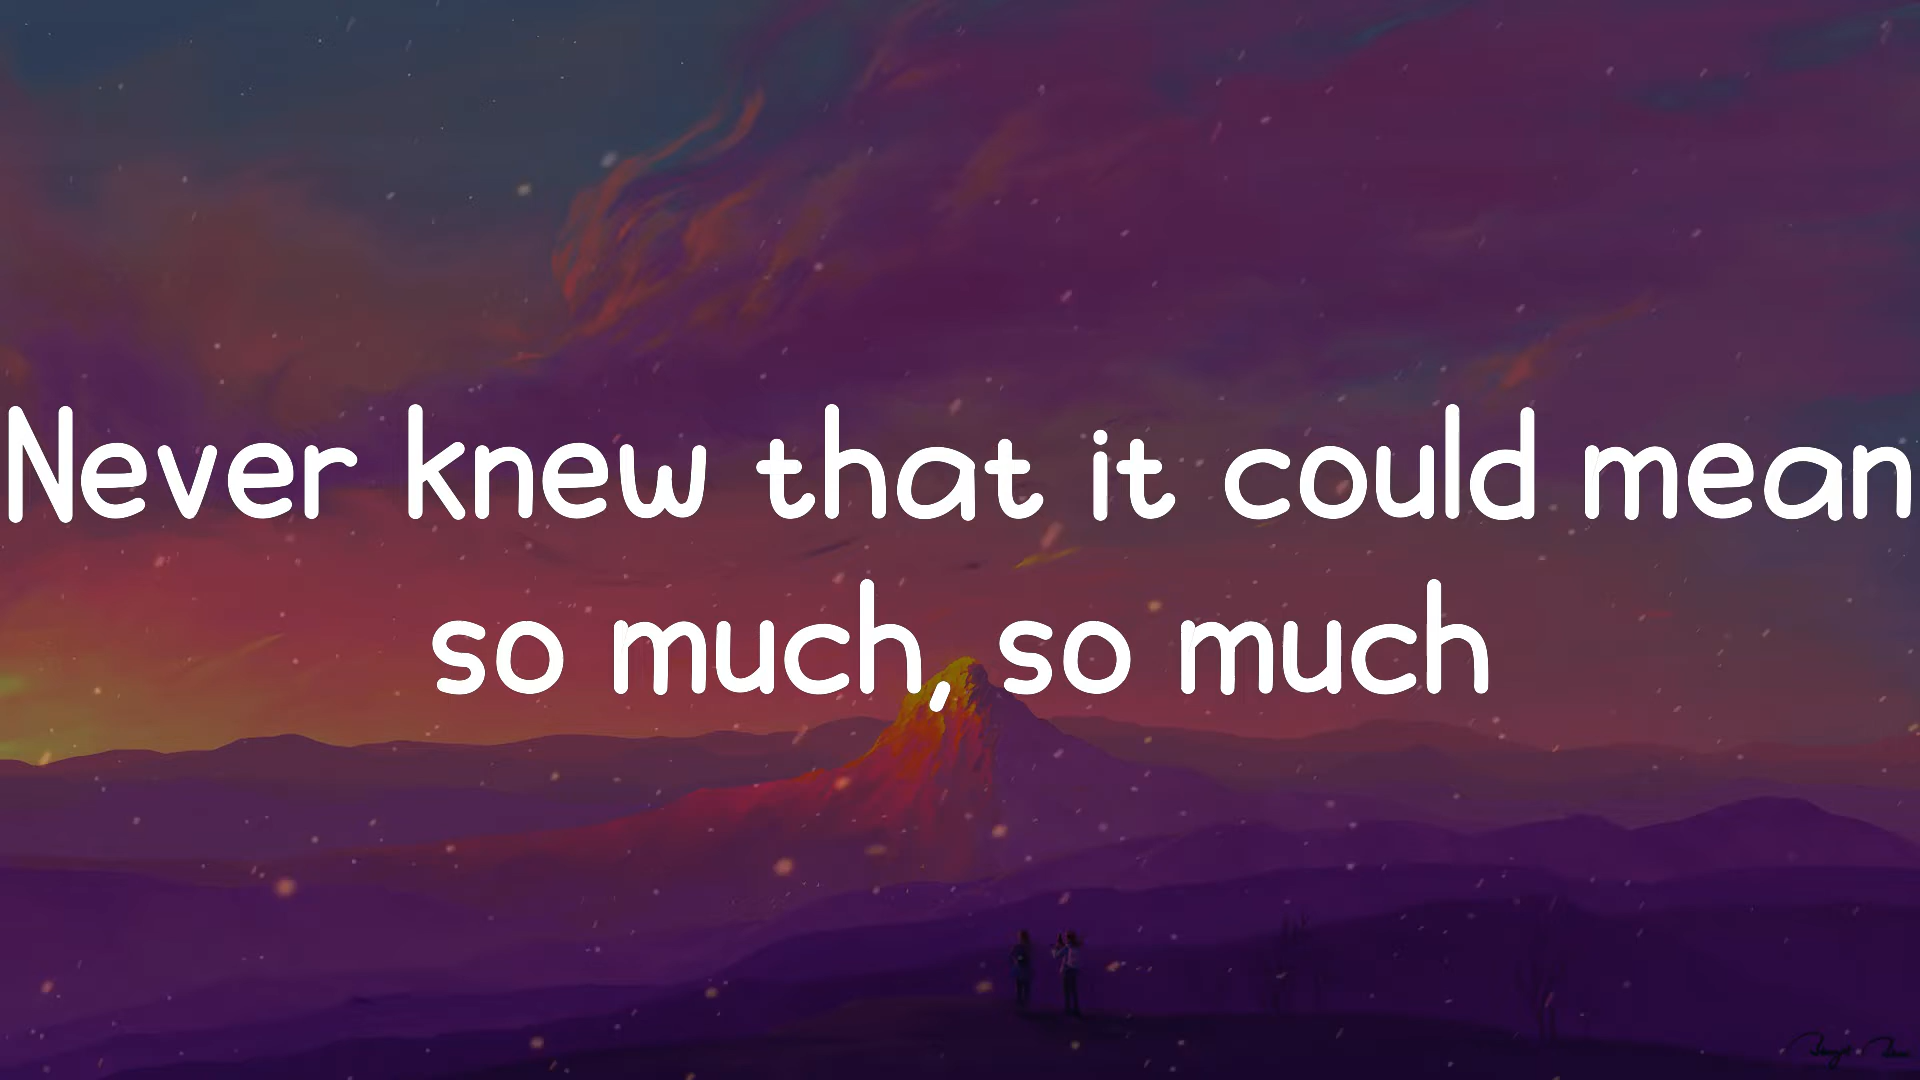 Never knew that it could mean
so much, so much